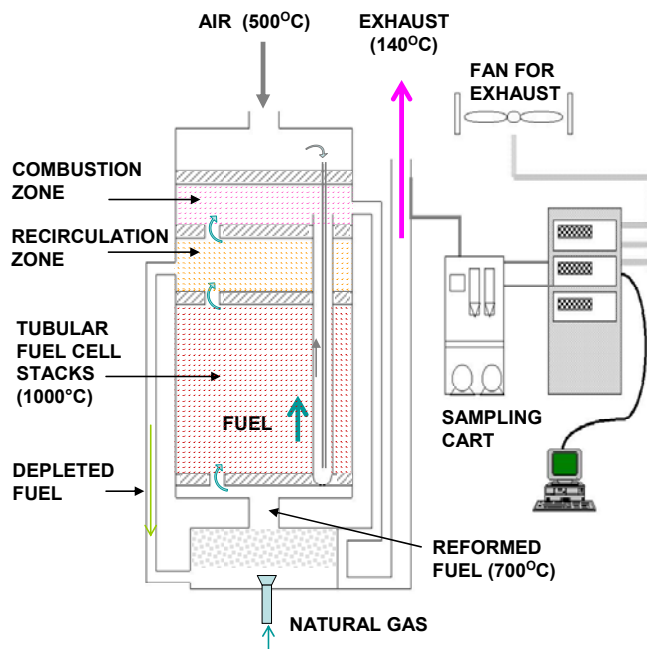 AIR (500OC)
EXHAUST
(140OC)
FAN FOR
EXHAUST
COMBUSTION
ZONE
RECIRCULATION
ZONE
TUBULAR
FUEL CELL
STACKS
(1000°C)
FUEL
SAMPLING
CART
DEPLETED
FUEL
REFORMED
FUEL (700OC)
NATURAL GAS